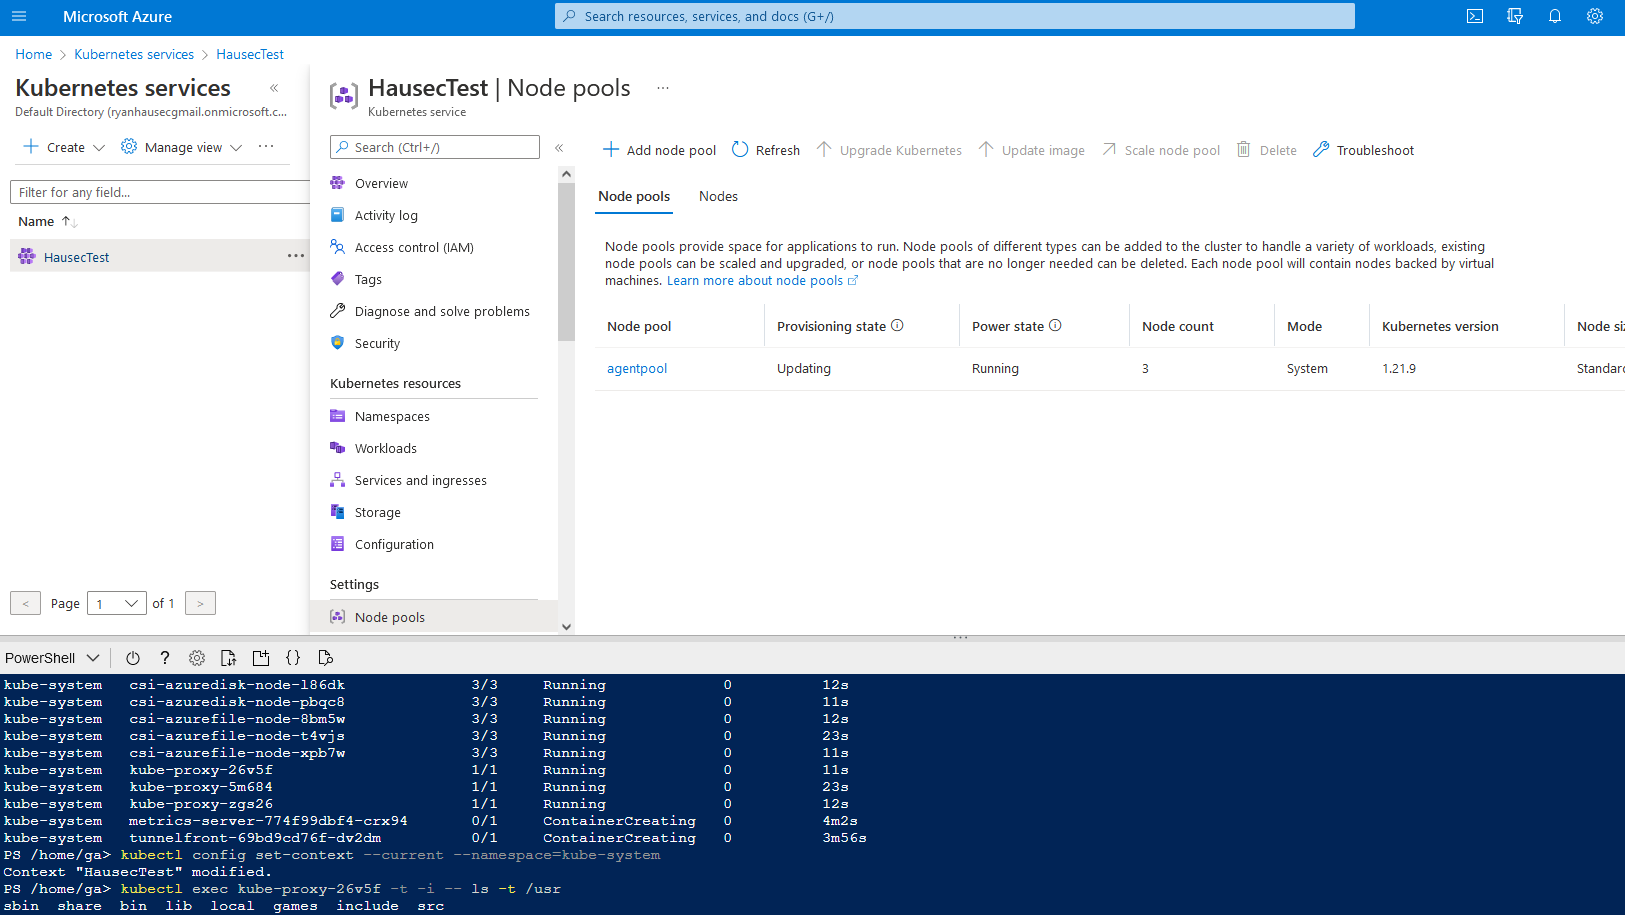 Microsoft Azure
Search resources, services, and docs (G+/)
Home > Kubernetes services > HausecTest
Kubernetes services «
Default Directory (ryanhausecgmail.onmicrosoft.c...
+ Create Manage view ...
Filter for any field...
Name ↑↓
HausecTest ...
< Page 1 of 1 >
HausecTest | Node pools ...
Kubernetes service
Search (Ctrl+/) «
Overview
Activity log
Access control (IAM)
Tags
Diagnose and solve problems
Security
Kubernetes resources
Namespaces
Workloads
Services and ingresses
Storage
Configuration
Settings
Node pools
+ Add node pool Refresh Upgrade Kubernetes Update image Scale node pool Delete Troubleshoot
Node pools Nodes
Node pools provide space for applications to run. Node pools of different types can be added to the cluster to handle a variety of workloads, existing
node pools can be scaled and upgraded, or node pools that are no longer needed can be deleted. Each node pool will contain nodes backed by virtual
machines. Learn more about node pools
Node pool Provisioning state Power state Node count Mode Kubernetes version Node siz
agentpool Updating Running 3 System 1.21.9 Standard
PowerShell ? {}
kube-system csi-azuredisk-node-l86dk 3/3 Running 0 12s
kube-system csi-azuredisk-node-pbqc8 3/3 Running 0 11s
kube-system csi-azurefile-node-8bm5w 3/3 Running 0 12s
kube-system csi-azurefile-node-t4vjs 3/3 Running 0 23s
kube-system csi-azurefile-node-xpb7w 3/3 Running 0 11s
kube-system kube-proxy-26v5f 1/1 Running 0 11s
kube-system kube-proxy-5m684 1/1 Running 0 23s
kube-system kube-proxy-zgs26 1/1 Running 0 12s
kube-system metrics-server-774f99dbf4-crx94 0/1 ContainerCreating 0 4m2s
kube-system tunnelfront-69bd9cd76f-dv2dm 0/1 ContainerCreating 0 3m56s
PS /home/ga> kubectl config set-context --current --namespace=kube-system
Context "HausecTest" modified.
PS /home/ga> kubectl exec kube-proxy-26v5f -t -i -- ls -t /usr
sbin share bin lib local games include src